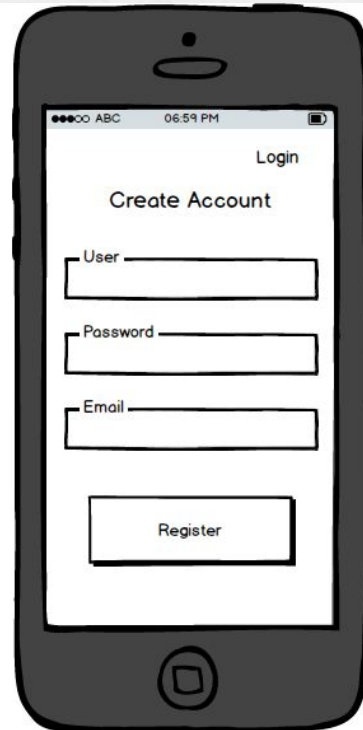 ABC 06:59 PM
Login
Create Account
User
Password
Email
Register